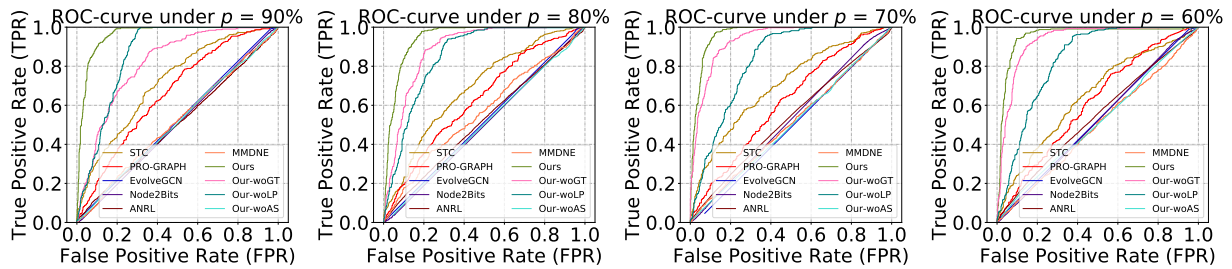 ROC-curve under p = 90%
True Positive Rate (TPR)
1.0
0.8
0.6
0.4
0.2
0.0
0.0 0.2 0.4 0.6 0.8 1.0
False Positive Rate (FPR)
STC MMDNE
PRO-GRAPH Ours
EvolveGCN Our-woGT
Node2Bits Our-woLP
ANRL Our-woAS
ROC-curve under p = 80%
True Positive Rate (TPR)
1.0
0.8
0.6
0.4
0.2
0.0
0.0 0.2 0.4 0.6 0.8 1.0
False Positive Rate (FPR)
STC MMDNE
PRO-GRAPH Ours
EvolveGCN Our-woGT
Node2Bits Our-woLP
ANRL Our-woAS
ROC-curve under p = 70%
True Positive Rate (TPR)
1.0
0.8
0.6
0.4
0.2
0.0
0.0 0.2 0.4 0.6 0.8 1.0
False Positive Rate (FPR)
STC MMDNE
PRO-GRAPH Ours
EvolveGCN Our-woGT
Node2Bits Our-woLP
ANRL Our-woAS
ROC-curve under p = 60%
True Positive Rate (TPR)
1.0
0.8
0.6
0.4
0.2
0.0
0.0 0.2 0.4 0.6 0.8 1.0
False Positive Rate (FPR)
STC MMDNE
PRO-GRAPH Ours
EvolveGCN Our-woGT
Node2Bits Our-woLP
ANRL Our-woAS